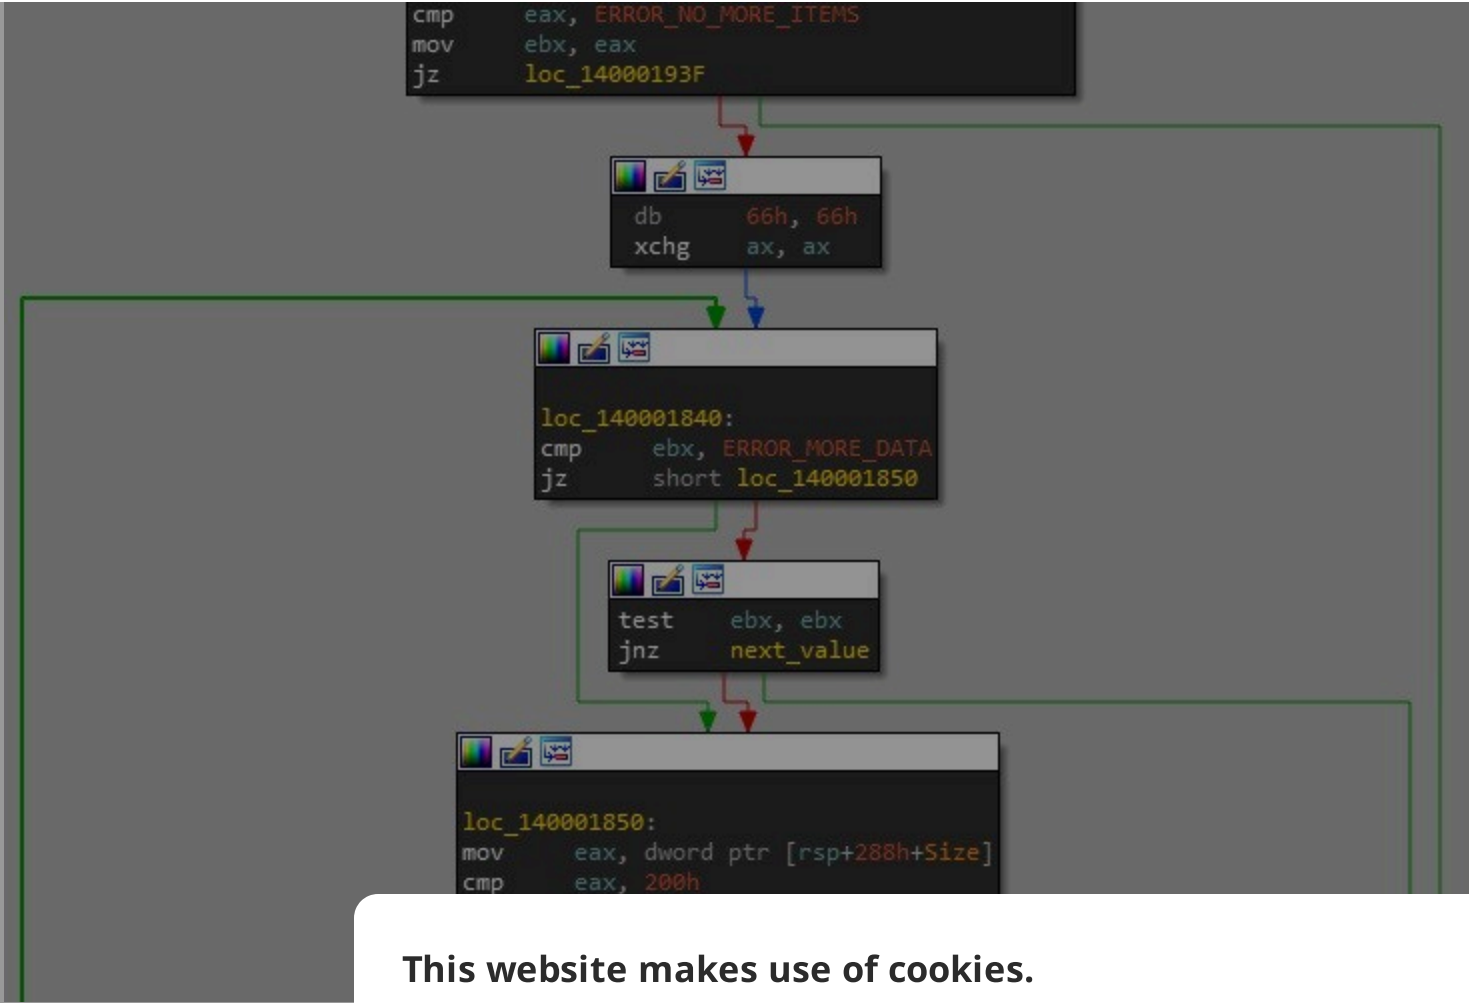 cmp eax, ERROR_NO_MORE_ITEMS
mov ebx, eax
jz loc_14000193F
db 66h, 66h
xchg ax, ax
loc_140001840:
cmp ebx, ERROR_MORE_DATA
jz short loc_140001850
test ebx, ebx
jnz next_value
loc_140001850:
mov eax, dword ptr [rsp+288h+Size]
cmp eax, 200h
This website makes use of cookies.